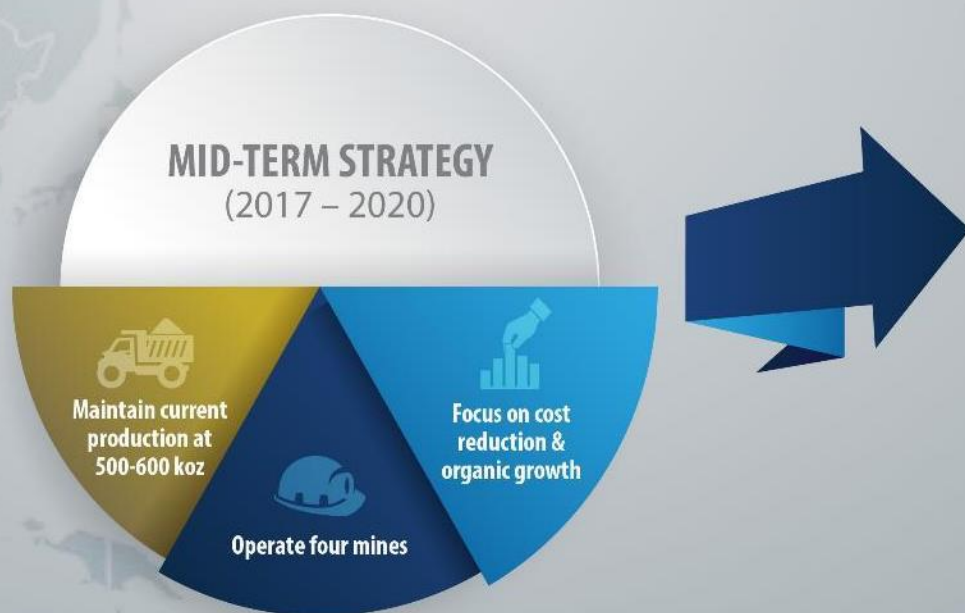 MID-TERM STRATEGY
(2017 – 2020)
Maintain current
production at
500-600 koz
Operate four mines
Focus on cost
reduction &
organic growth